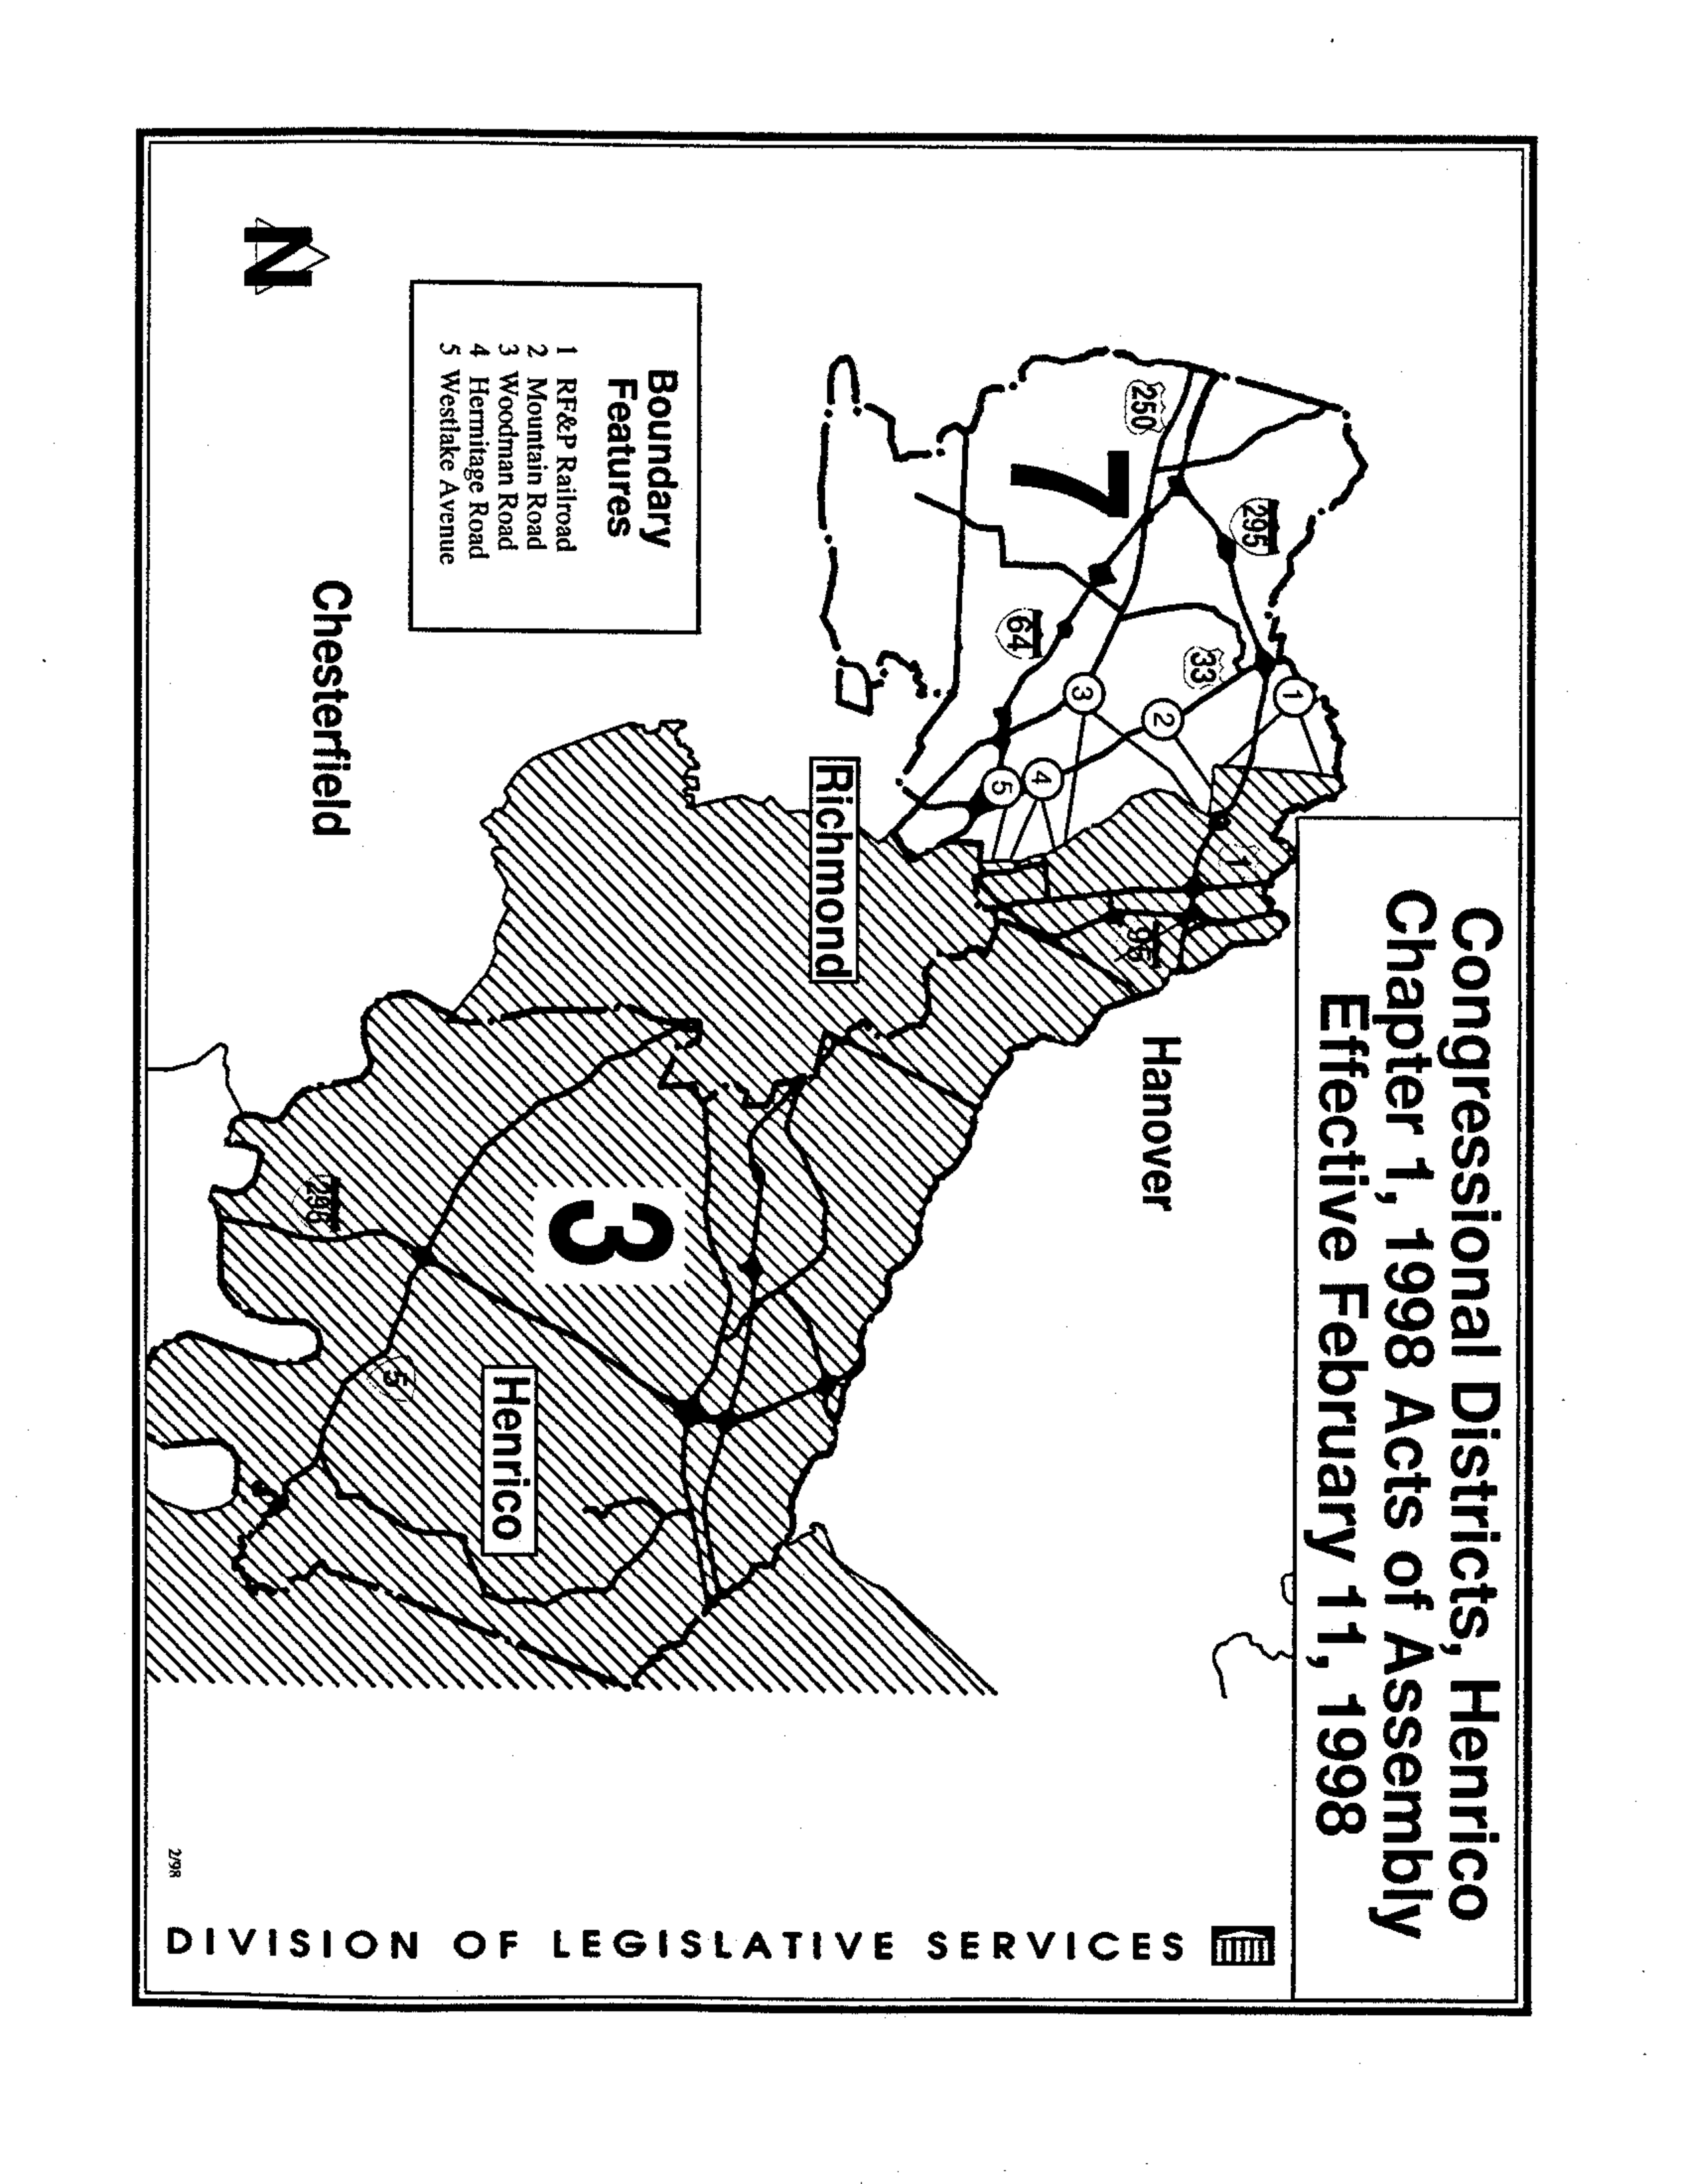 Congressional Districts, Henrico
Chapter 1, 1998 Acts of Assembly
Effective February 11, 1998
Hanover
1
295
33
2
1
250
95
7
3
64
4
5
Richmond
Boundary
Features
1 RF&P Railroad
2 Mountain Road
3 Woodman Road
4 Hermitage Road
5 Westlake Avenue
3
Henrico
Chesterfield
295
5
N
2/98
DIVISION OF LEGISLATIVE SERVICES